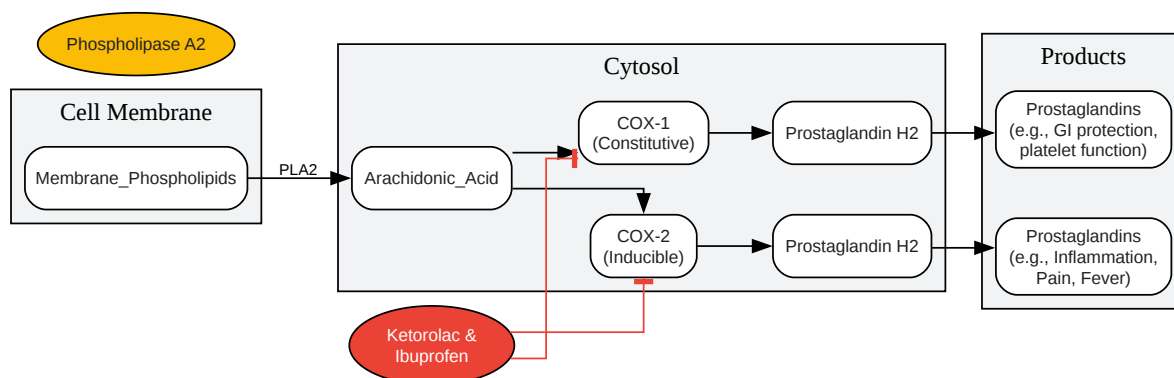 Phospholipase A2
Cell Membrane
Membrane_Phospholipids
PLA2
Cytosol
Arachidonic_Acid
COX-1
(Constitutive)
Prostaglandin H2
COX-2
(Inducible)
Prostaglandin H2
Products
Prostaglandins
(e.g., GI protection,
platelet function)
Prostaglandins
(e.g., Inflammation,
Pain, Fever)
Ketorolac &
Ibuprofen